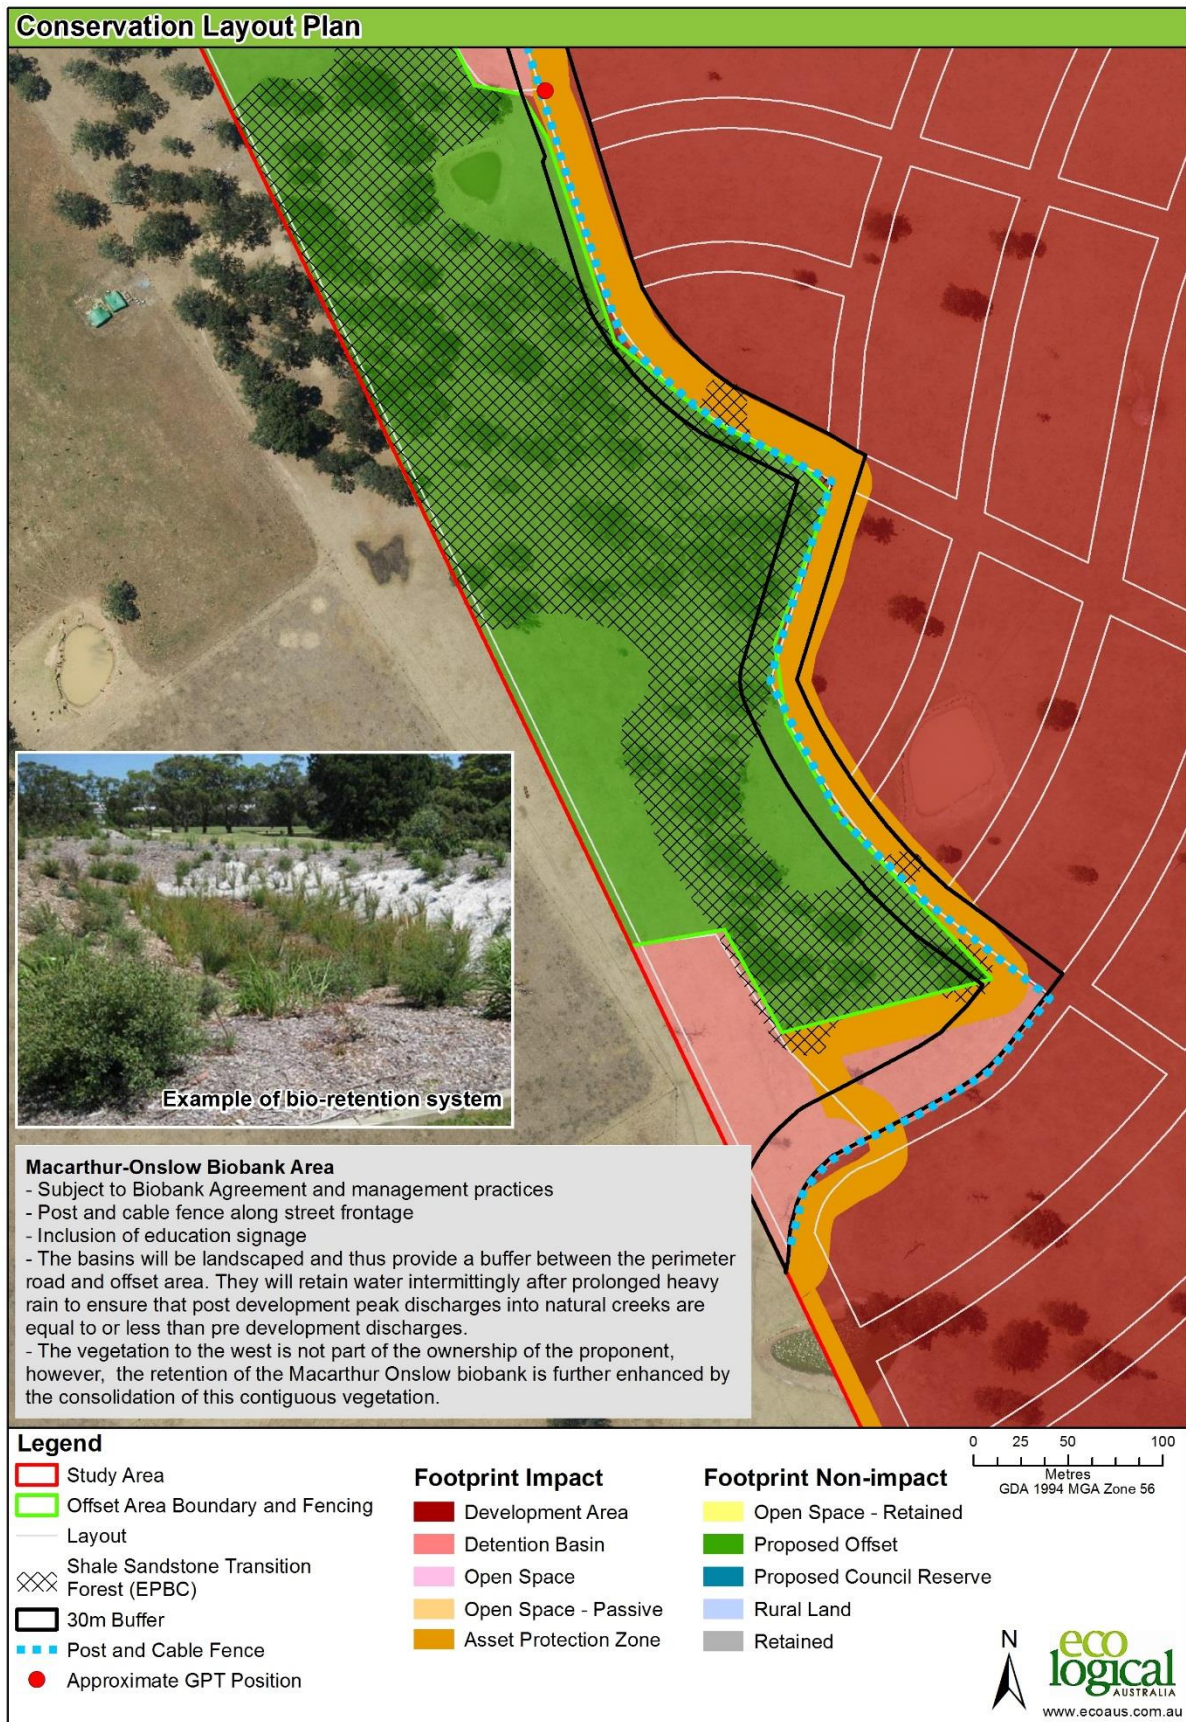 Conservation Layout Plan
Example of bio-retention system
Macarthur-Onslow Biobank Area
- Subject to Biobank Agreement and management practices
- Post and cable fence along street frontage
- Inclusion of education signage
- The basins will be landscaped and thus provide a buffer between the perimeter
road and offset area. They will retain water intermittingly after prolonged heavy
rain to ensure that post development peak discharges into natural creeks are
equal to or less than pre development discharges.
- The vegetation to the west is not part of the ownership of the proponent,
however, the retention of the Macarthur Onslow biobank is further enhanced by
the consolidation of this contiguous vegetation.
Legend
Study Area
Offset Area Boundary and Fencing
Layout
Shale Sandstone Transition
Forest (EPBC)
30m Buffer
Post and Cable Fence
Approximate GPT Position
Footprint Impact
Development Area
Detention Basin
Open Space
Open Space - Passive
Asset Protection Zone
Footprint Non-impact
Open Space - Retained
Proposed Offset
Proposed Council Reserve
Rural Land
Retained
0 25 50 100
Metres
GDA 1994 MGA Zone 56
N
eco
logical
AUSTRALIA
www.ecoaus.com.au